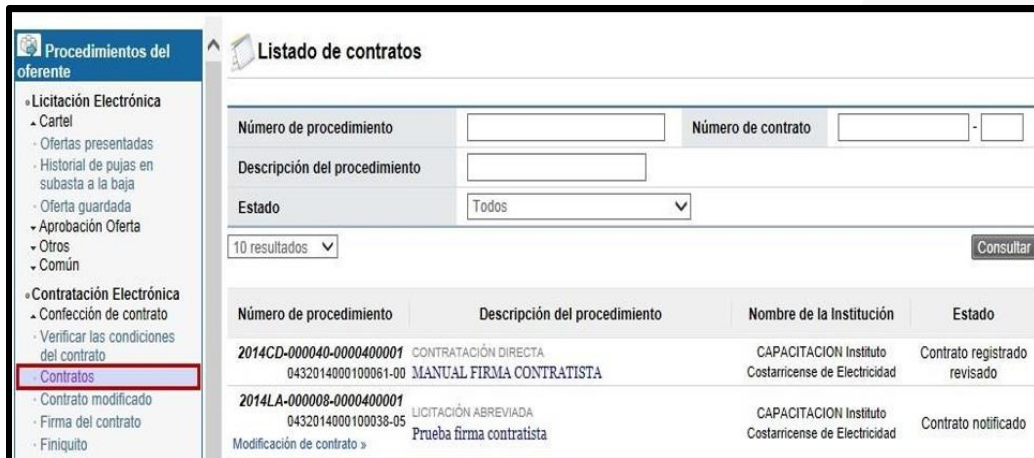 Procedimientos del
oferente
Licitación Electrónica
Cartel
Ofertas presentadas
Historial de pujas en
subasta a la baja
Oferta guardada
Aprobación Oferta
Otros
Común
Contratación Electrónica
Confección de contrato
Verificar las condiciones
del contrato
Contratos
Contrato modificado
Firma del contrato
Finiquito
Listado de contratos
Número de procedimiento
Número de contrato
-
Descripción del procedimiento
Estado
Todos
10 resultados
Consultar
Número de procedimiento Descripción del procedimiento Nombre de la Institución Estado
2014CD-000040-0000400001 CONTRATACIÓN DIRECTA CAPACITACION Instituto Contrato registrado
0432014000100061-00 MANUAL FIRMA CONTRATISTA Costarricense de Electricidad revisado
2014LA-000008-0000400001
0432014000100038-05 LICITACIÓN ABREVIADA CAPACITACION Instituto Contrato notificado
Modificación de contrato » Prueba firma contratista Costarricense de Electricidad